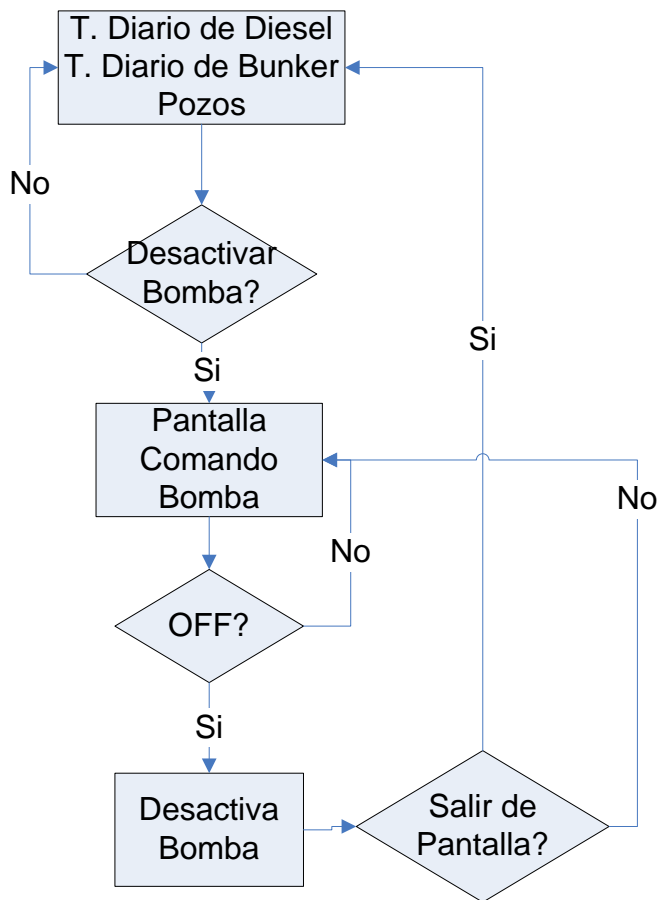 T. Diario de Diesel
T. Diario de Bunker
Pozos
No
Desactivar
Bomba?
Si
Si
Pantalla
Comando
Bomba
No
No
OFF?
Si
Desactiva
Bomba
Salir de
Pantalla?